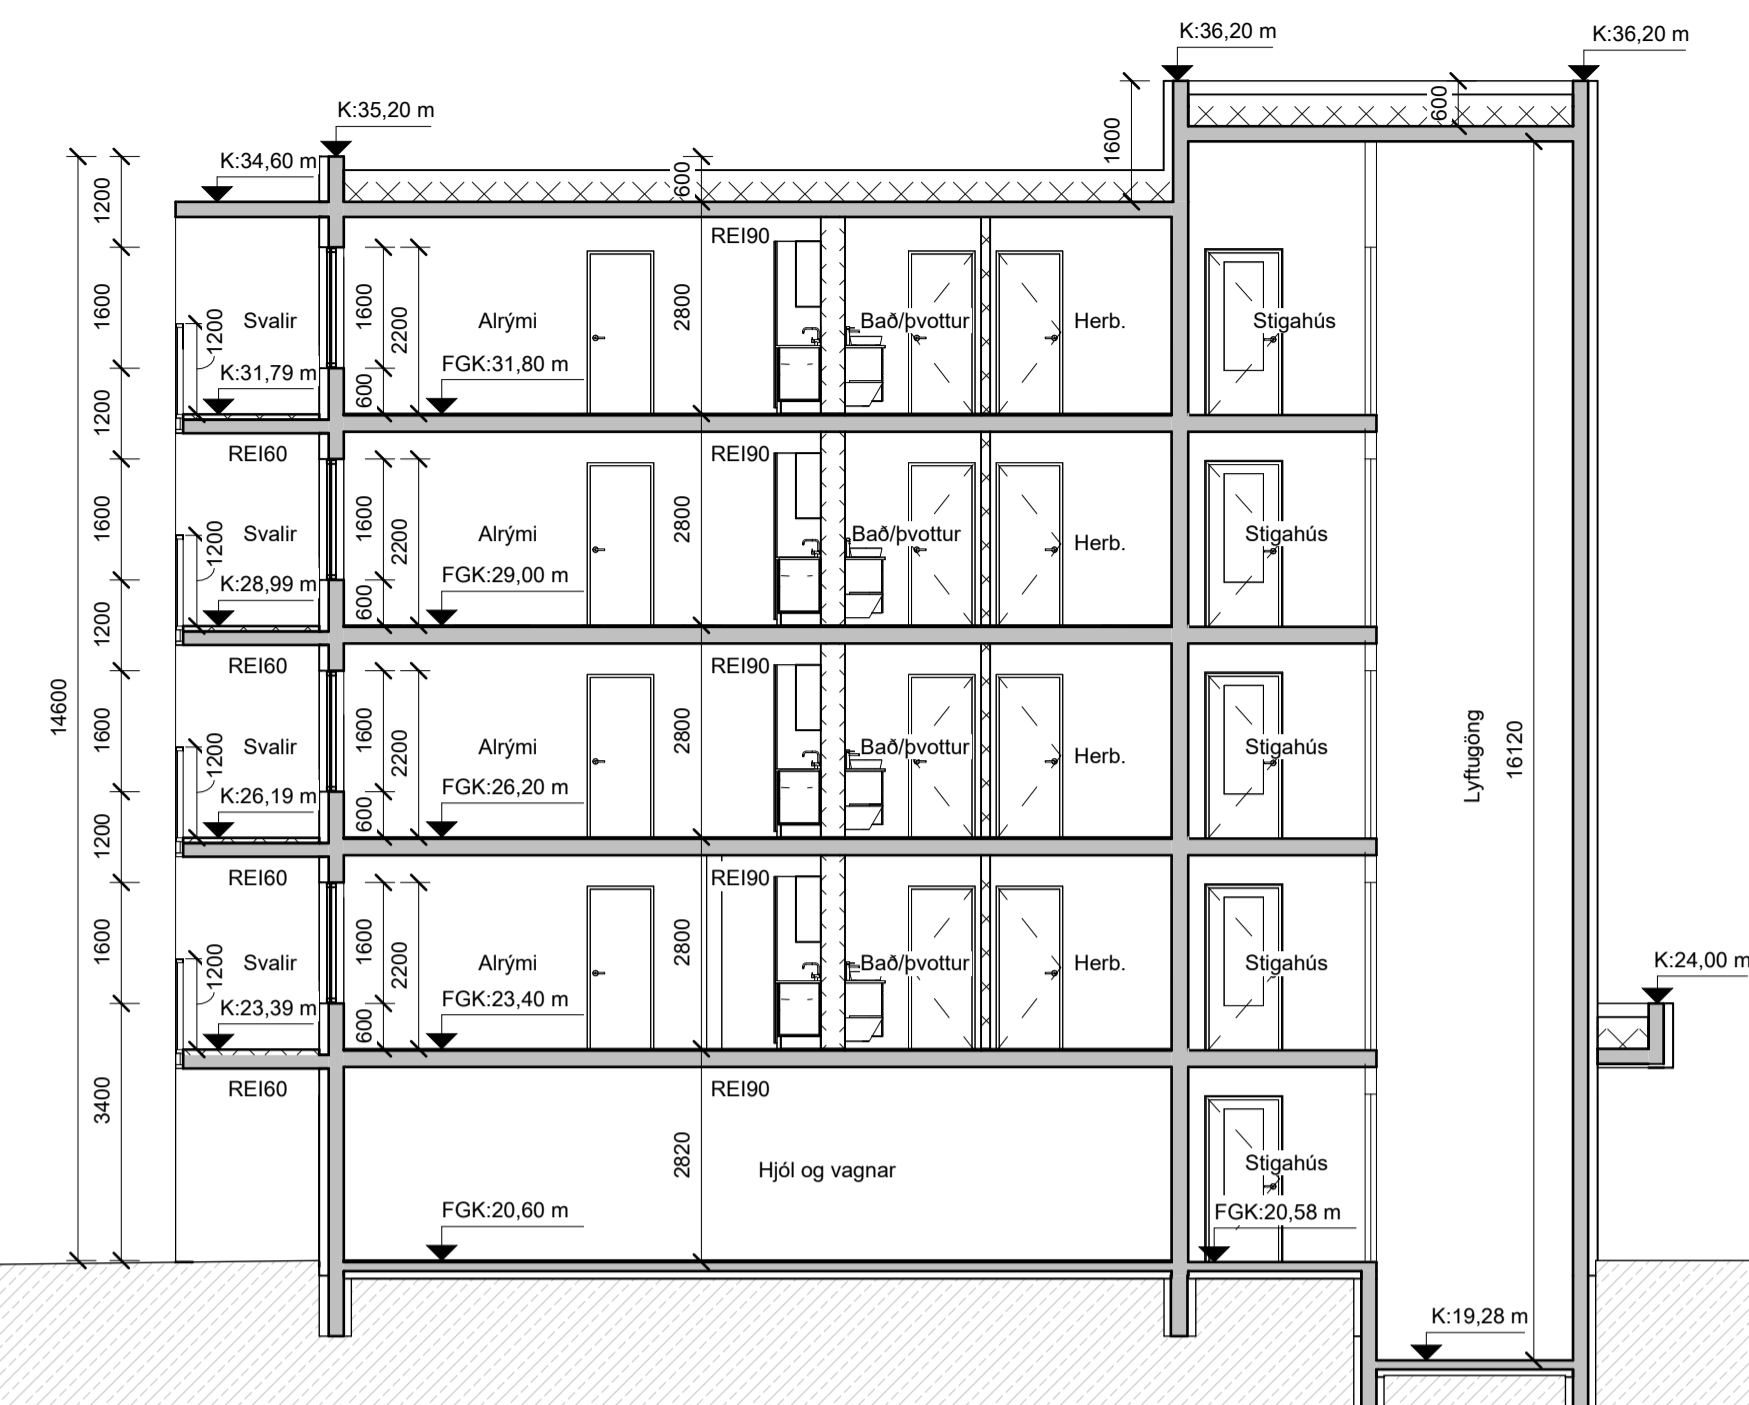 K:36,20 m
K:36,20 m
K:35,20 m
600
1600
K:34,60 m
600
1200
REI90
1600
1200
Svalir
1600
2200
Alrými
2800
Bað/þvottur
Herb.
Stigahús
K:31,79 m
FGK:31,80 m
600
1200
REI60
REI90
1600
1200
Svalir
1600
2200
Alrými
2800
Bað/þvottur
Herb.
Stigahús
K:28,99 m
FGK:29,00 m
600
1200
REI60
REI90
14600
1600
1200
Svalir
1600
2200
Alrými
2800
Bað/þvottur
Herb.
Stigahús
Lyftugöng
16120
K:26,19 m
FGK:26,20 m
600
1200
REI60
REI90
1600
1200
Svalir
1600
2200
Alrými
2800
Bað/þvottur
Herb.
Stigahús
K:24,00 m
K:23,39 m
FGK:23,40 m
600
3400
REI60
REI90
2820
Hjól og vagnar
Stigahús
FGK:20,60 m
FGK:20,58 m
K:19,28 m